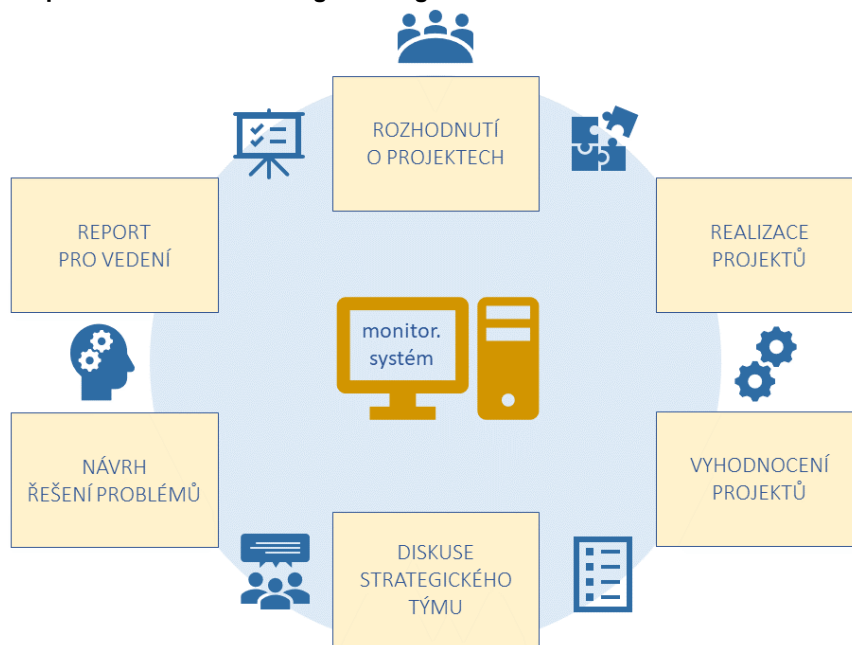 ROZHODNUTÍ
O PROJEKTECH
REPORT
PRO VEDENÍ
REALIZACE
PROJEKTŮ
monitor.
systém
NÁVRH
ŘEŠENÍ PROBLÉMŮ
VYHODNOCENÍ
PROJEKTŮ
DISKUSE
STRATEGICKÉHO
TÝMU